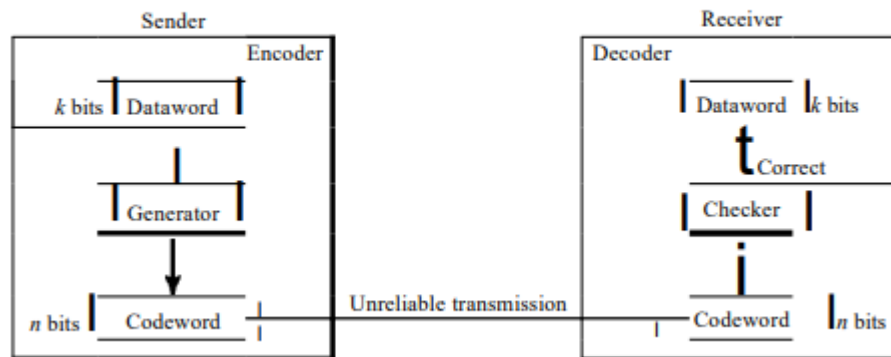 Sender
Receiver
Encoder
Decoder
k bits Dataword
Dataword k bits
t Correct
Generator
Checker
i
Unreliable transmission
n bits Codeword
Codeword n bits